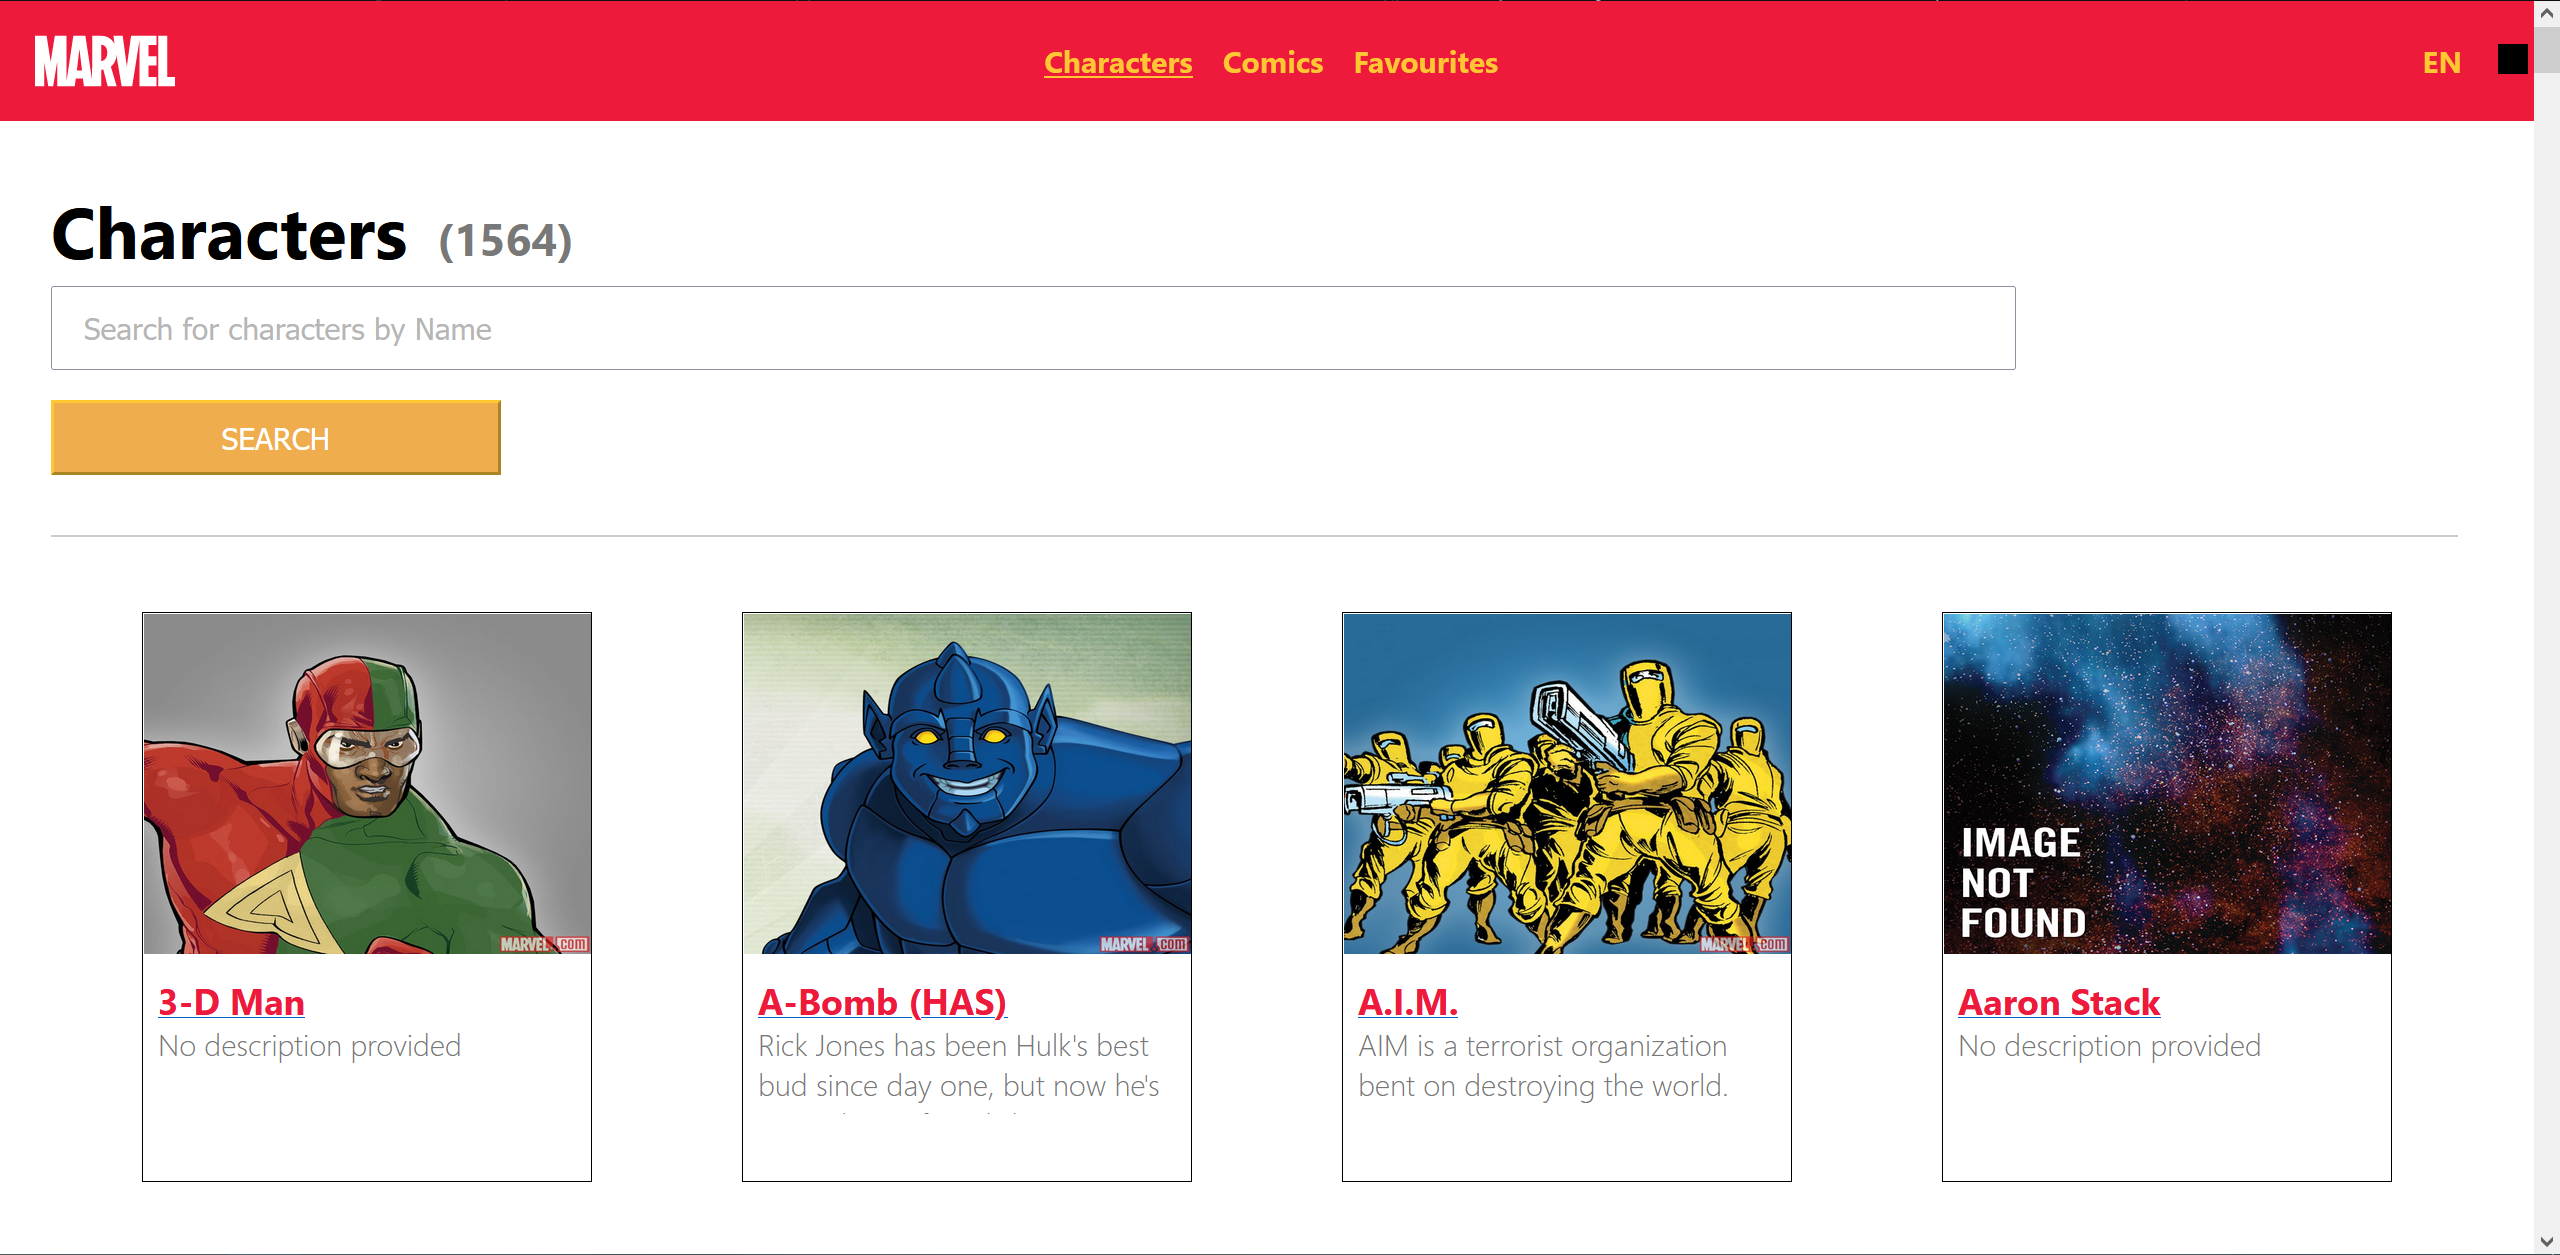 MARVEL
Characters Comics Favourites
EN
Characters (1564)
Search for characters by Name
SEARCH
MARVEL.com
3-D Man
No description provided
MARVEL.com
A-Bomb (HAS)
Rick Jones has been Hulk's best
bud since day one, but now he's
MARVEL.com
A.I.M.
AIM is a terrorist organization
bent on destroying the world.
IMAGE
NOT
FOUND
Aaron Stack
No description provided